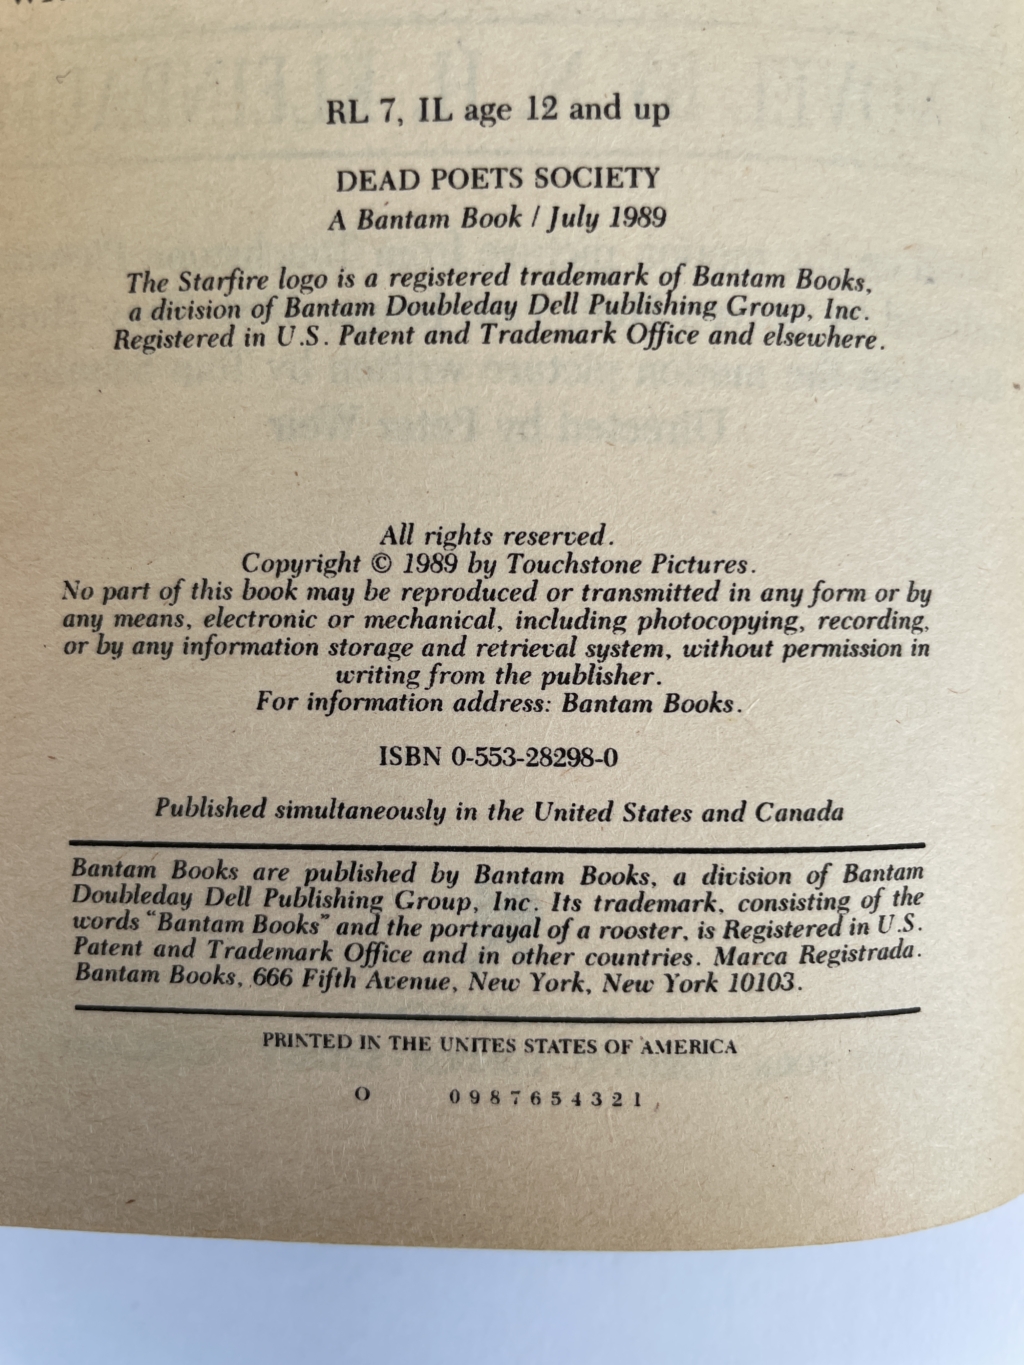 RL 7, IL age 12 and up
DEAD POETS SOCIETY
A Bantam Book / July 1989
The Starfire logo is a registered trademark of Bantam Books,
a division of Bantam Doubleday Dell Publishing Group, Inc.
Registered in U.S. Patent and Trademark Office and elsewhere.
All rights reserved.
Copyright © 1989 by Touchstone Pictures.
No part of this book may be reproduced or transmitted in any form or by
any means, electronic or mechanical, including photocopying, recording,
or by any information storage and retrieval system, without permission in
writing from the publisher.
For information address: Bantam Books.
ISBN 0-553-28298-0
Published simultaneously in the United States and Canada
Bantam Books are published by Bantam Books, a division of Bantam
Doubleday Dell Publishing Group, Inc. Its trademark, consisting of the
words "Bantam Books" and the portrayal of a rooster, is Registered in U.S.
Patent and Trademark Office and in other countries. Marca Registrada.
Bantam Books, 666 Fifth Avenue, New York, New York 10103.
PRINTED IN THE UNITES STATES OF AMERICA
O 0 9 8 7 6 5 4 3 2 1